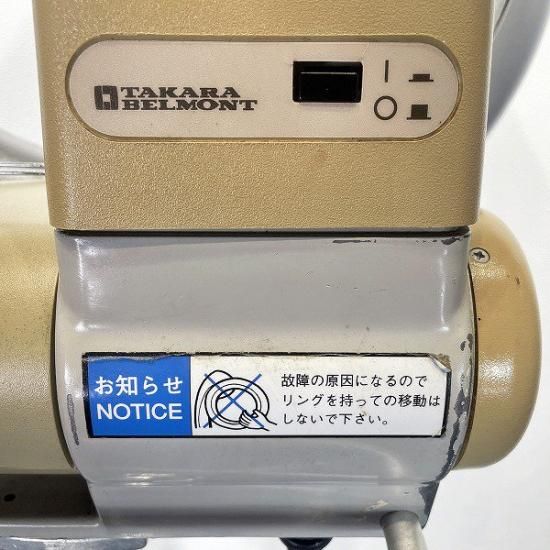 TAKARA
BELMONT
お知らせ
NOTICE
故障の原因になるので
リングを持っての移動は
しないで下さい。